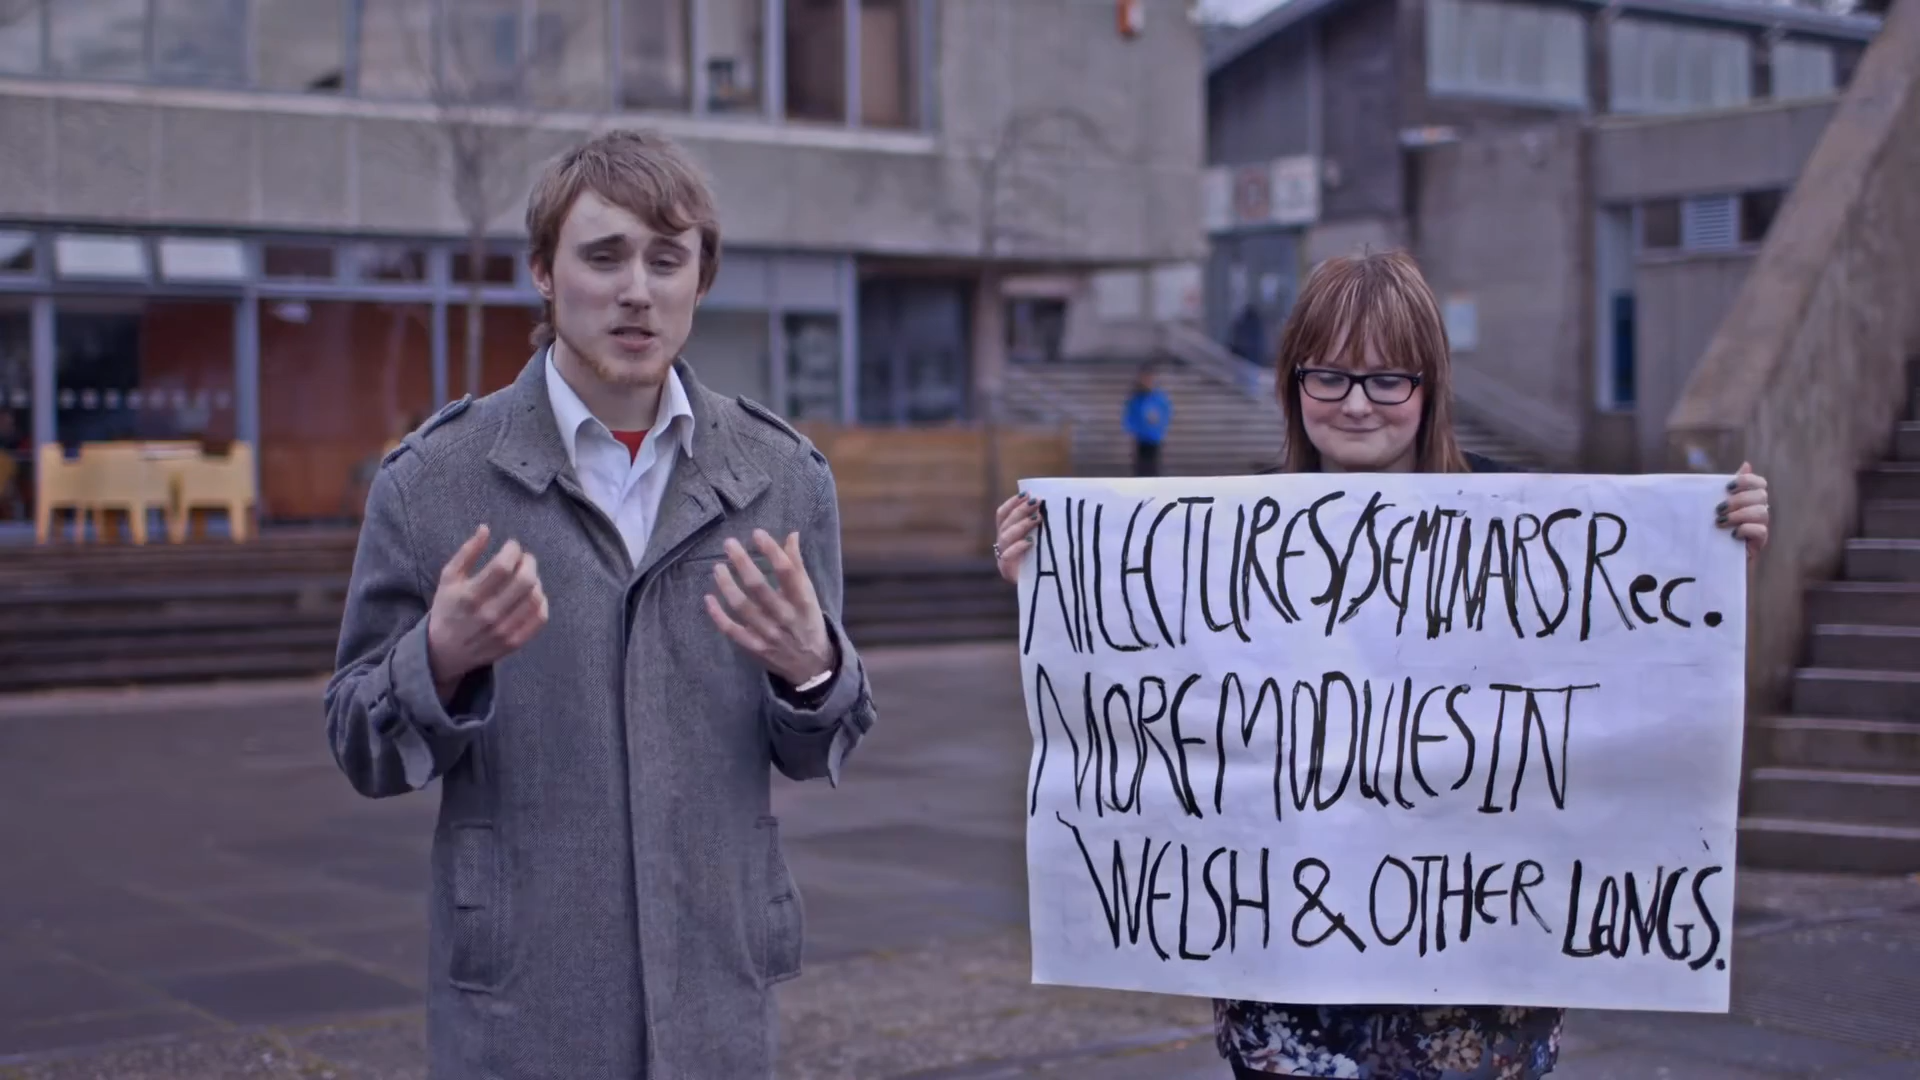 All LECTURES/SEMINARS Rec.
MORE MODULES IN
WELSH & OTHER LANGS.